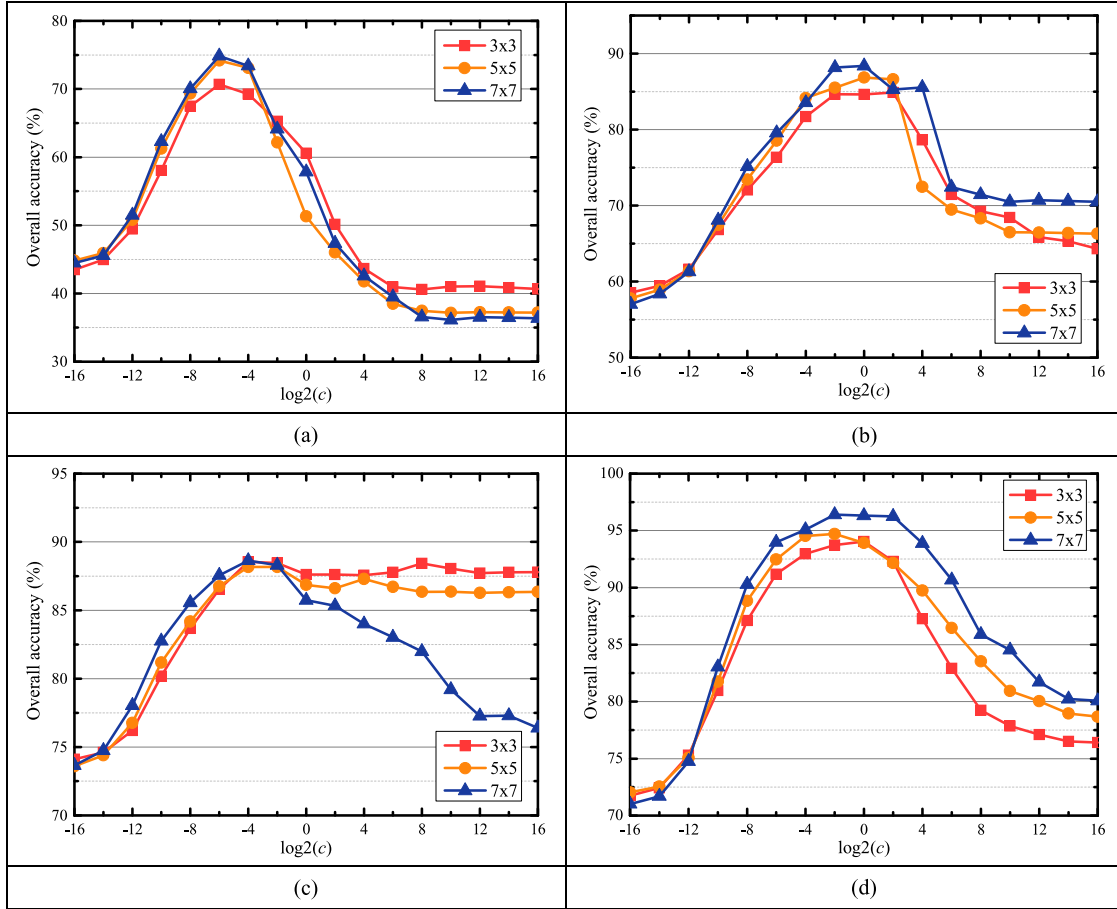 80
70
60
50
40
30
Overall accuracy (%)
-16 -12 -8 -4 0 4 8 12 16
log2(c)
3x3
5x5
7x7
(a)
90
80
70
60
50
Overall accuracy (%)
-16 -12 -8 -4 0 4 8 12 16
log2(c)
3x3
5x5
7x7
(b)
95
90
85
80
75
70
Overall accuracy (%)
-16 -12 -8 -4 0 4 8 12 16
log2(c)
3x3
5x5
7x7
(c)
100
95
90
85
80
75
70
Overall accuracy (%)
-16 -12 -8 -4 0 4 8 12 16
log2(c)
3x3
5x5
7x7
(d)